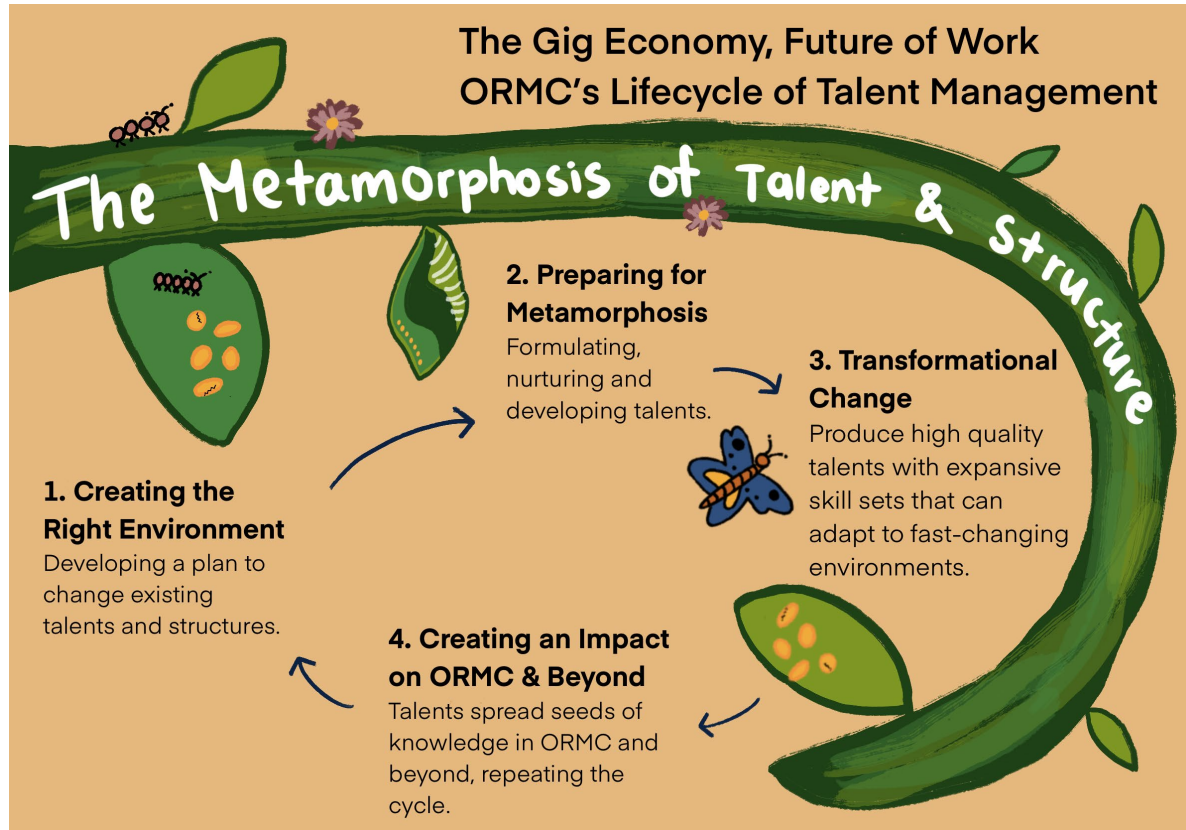 The Gig Economy, Future of Work
ORMC's Lifecycle of Talent Management
The Metamorphosis of Talent & Structure
2. Preparing for
Metamorphosis
Formulating,
nurturing and
developing talents.
3. Transformational
Change
Produce high quality
talents with expansive
skill sets that can
adapt to fast-changing
environments.
1. Creating the
Right Environment
Developing a plan to
change existing
talents and structures.
4. Creating an Impact
on ORMC & Beyond
Talents spread seeds of
knowledge in ORMC and
beyond, repeating the
cycle.